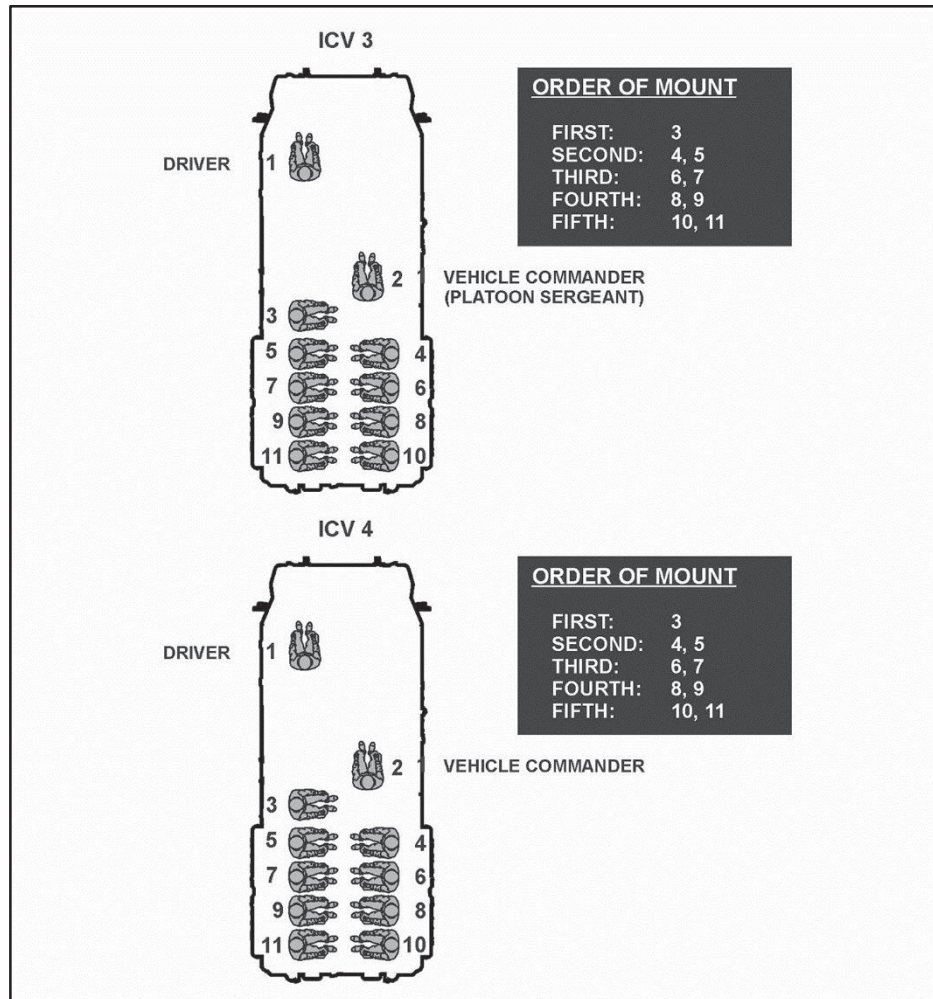 ICV 3
ORDER OF MOUNT
FIRST: 3
SECOND: 4, 5
THIRD: 6, 7
FOURTH: 8, 9
FIFTH: 10, 11
DRIVER 1
2 1 VEHICLE COMMANDER
(PLATOON SERGEANT)
3
5 4
7 6
9 8
11 10
ICV 4
ORDER OF MOUNT
FIRST: 3
SECOND: 4, 5
THIRD: 6, 7
FOURTH: 8, 9
FIFTH: 10, 11
DRIVER 1
2 1 VEHICLE COMMANDER
3
5 4
7 6
9 8
11 10